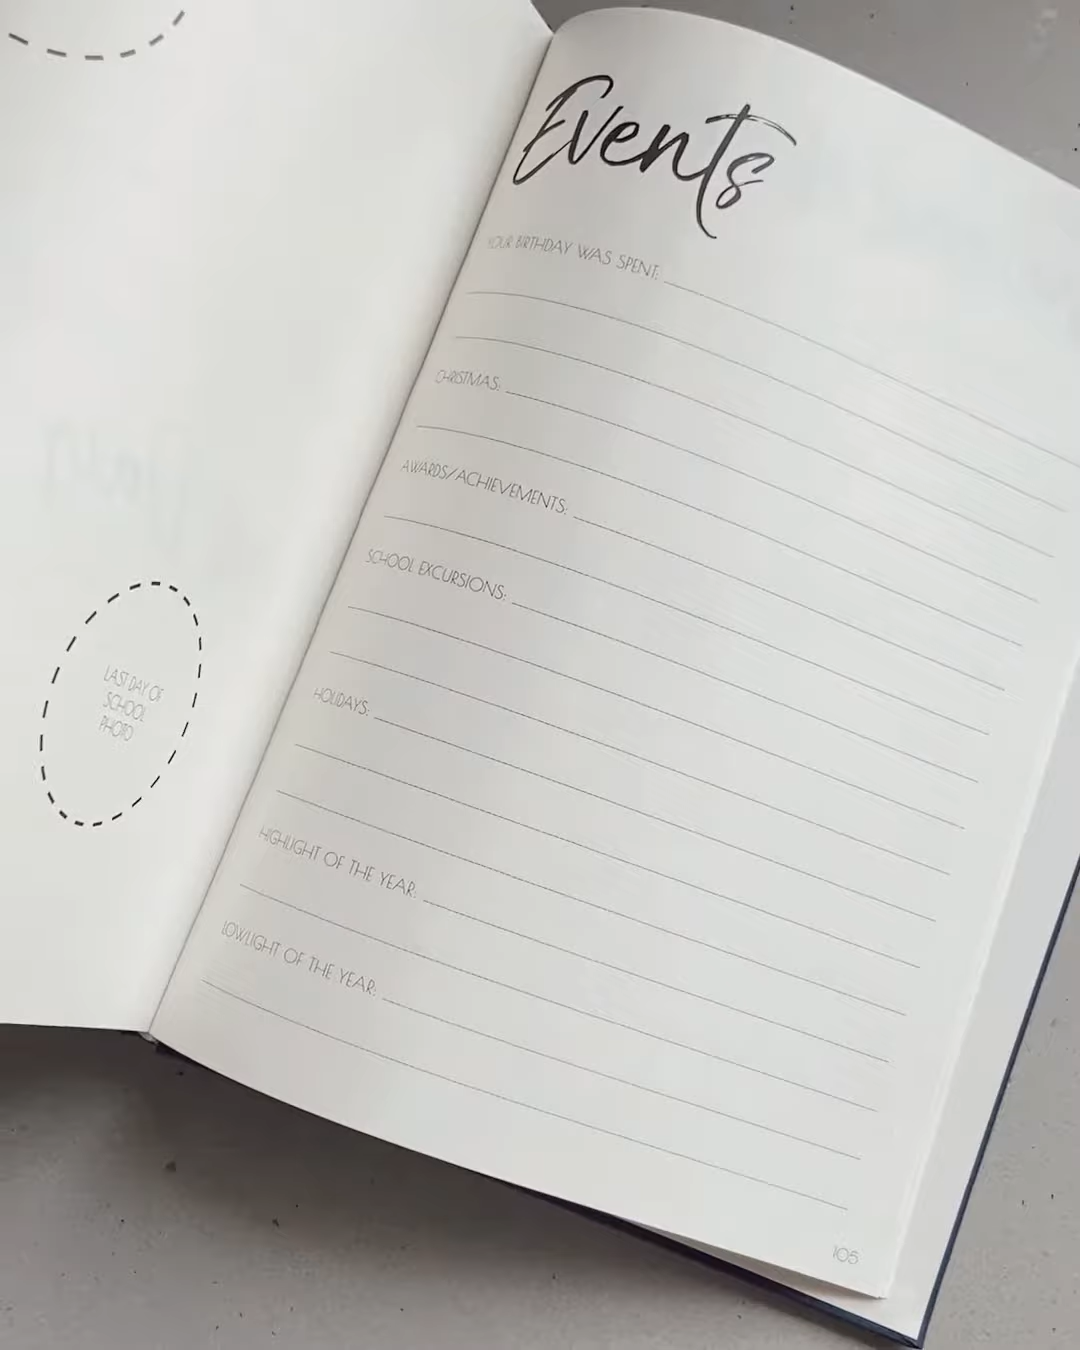 LAST DAY OF
SCHOOL
PHOTO
Events
YOUR BIRTHDAY WAS SPENT:
CHRISTMAS:
AWARDS/ACHIEVEMENTS:
SCHOOL EXCURSIONS:
HOLIDAYS:
HIGHLIGHT OF THE YEAR:
LOWLIGHT OF THE YEAR:
105